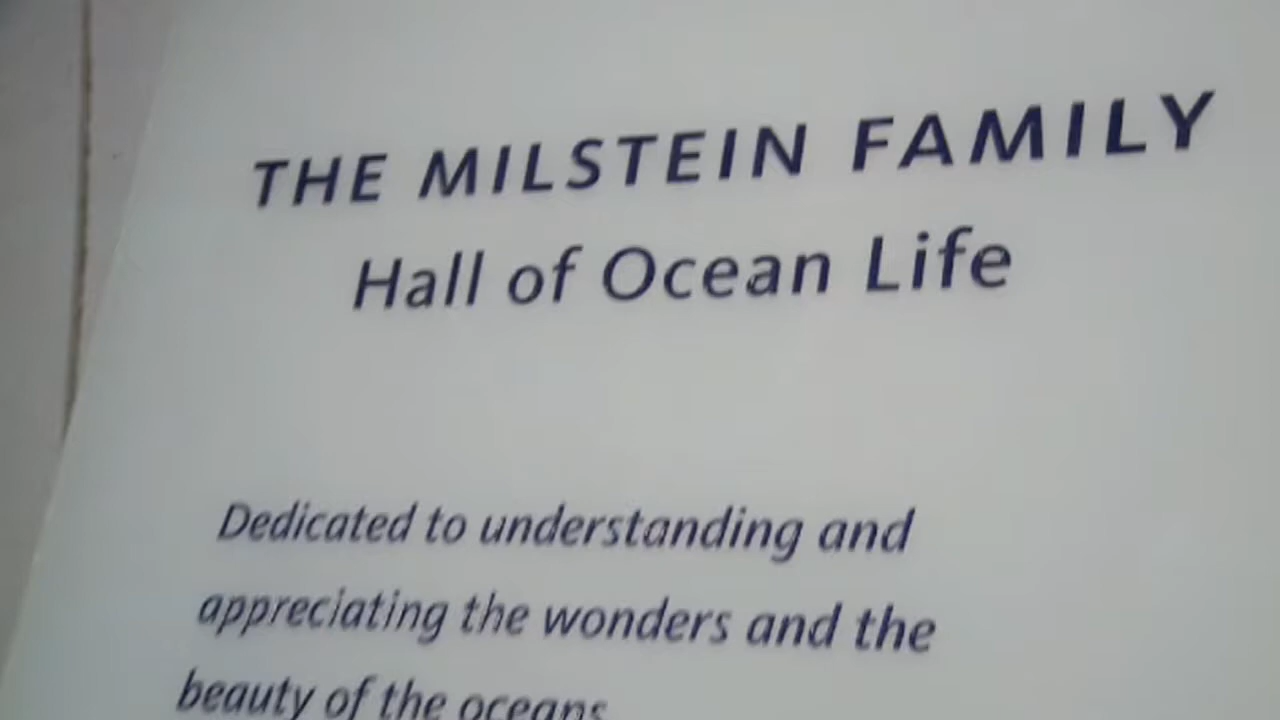 THE MILSTEIN FAMILY
Hall of Ocean Life
Dedicated to understanding and
appreciating the wonders and the
beauty of the oceans